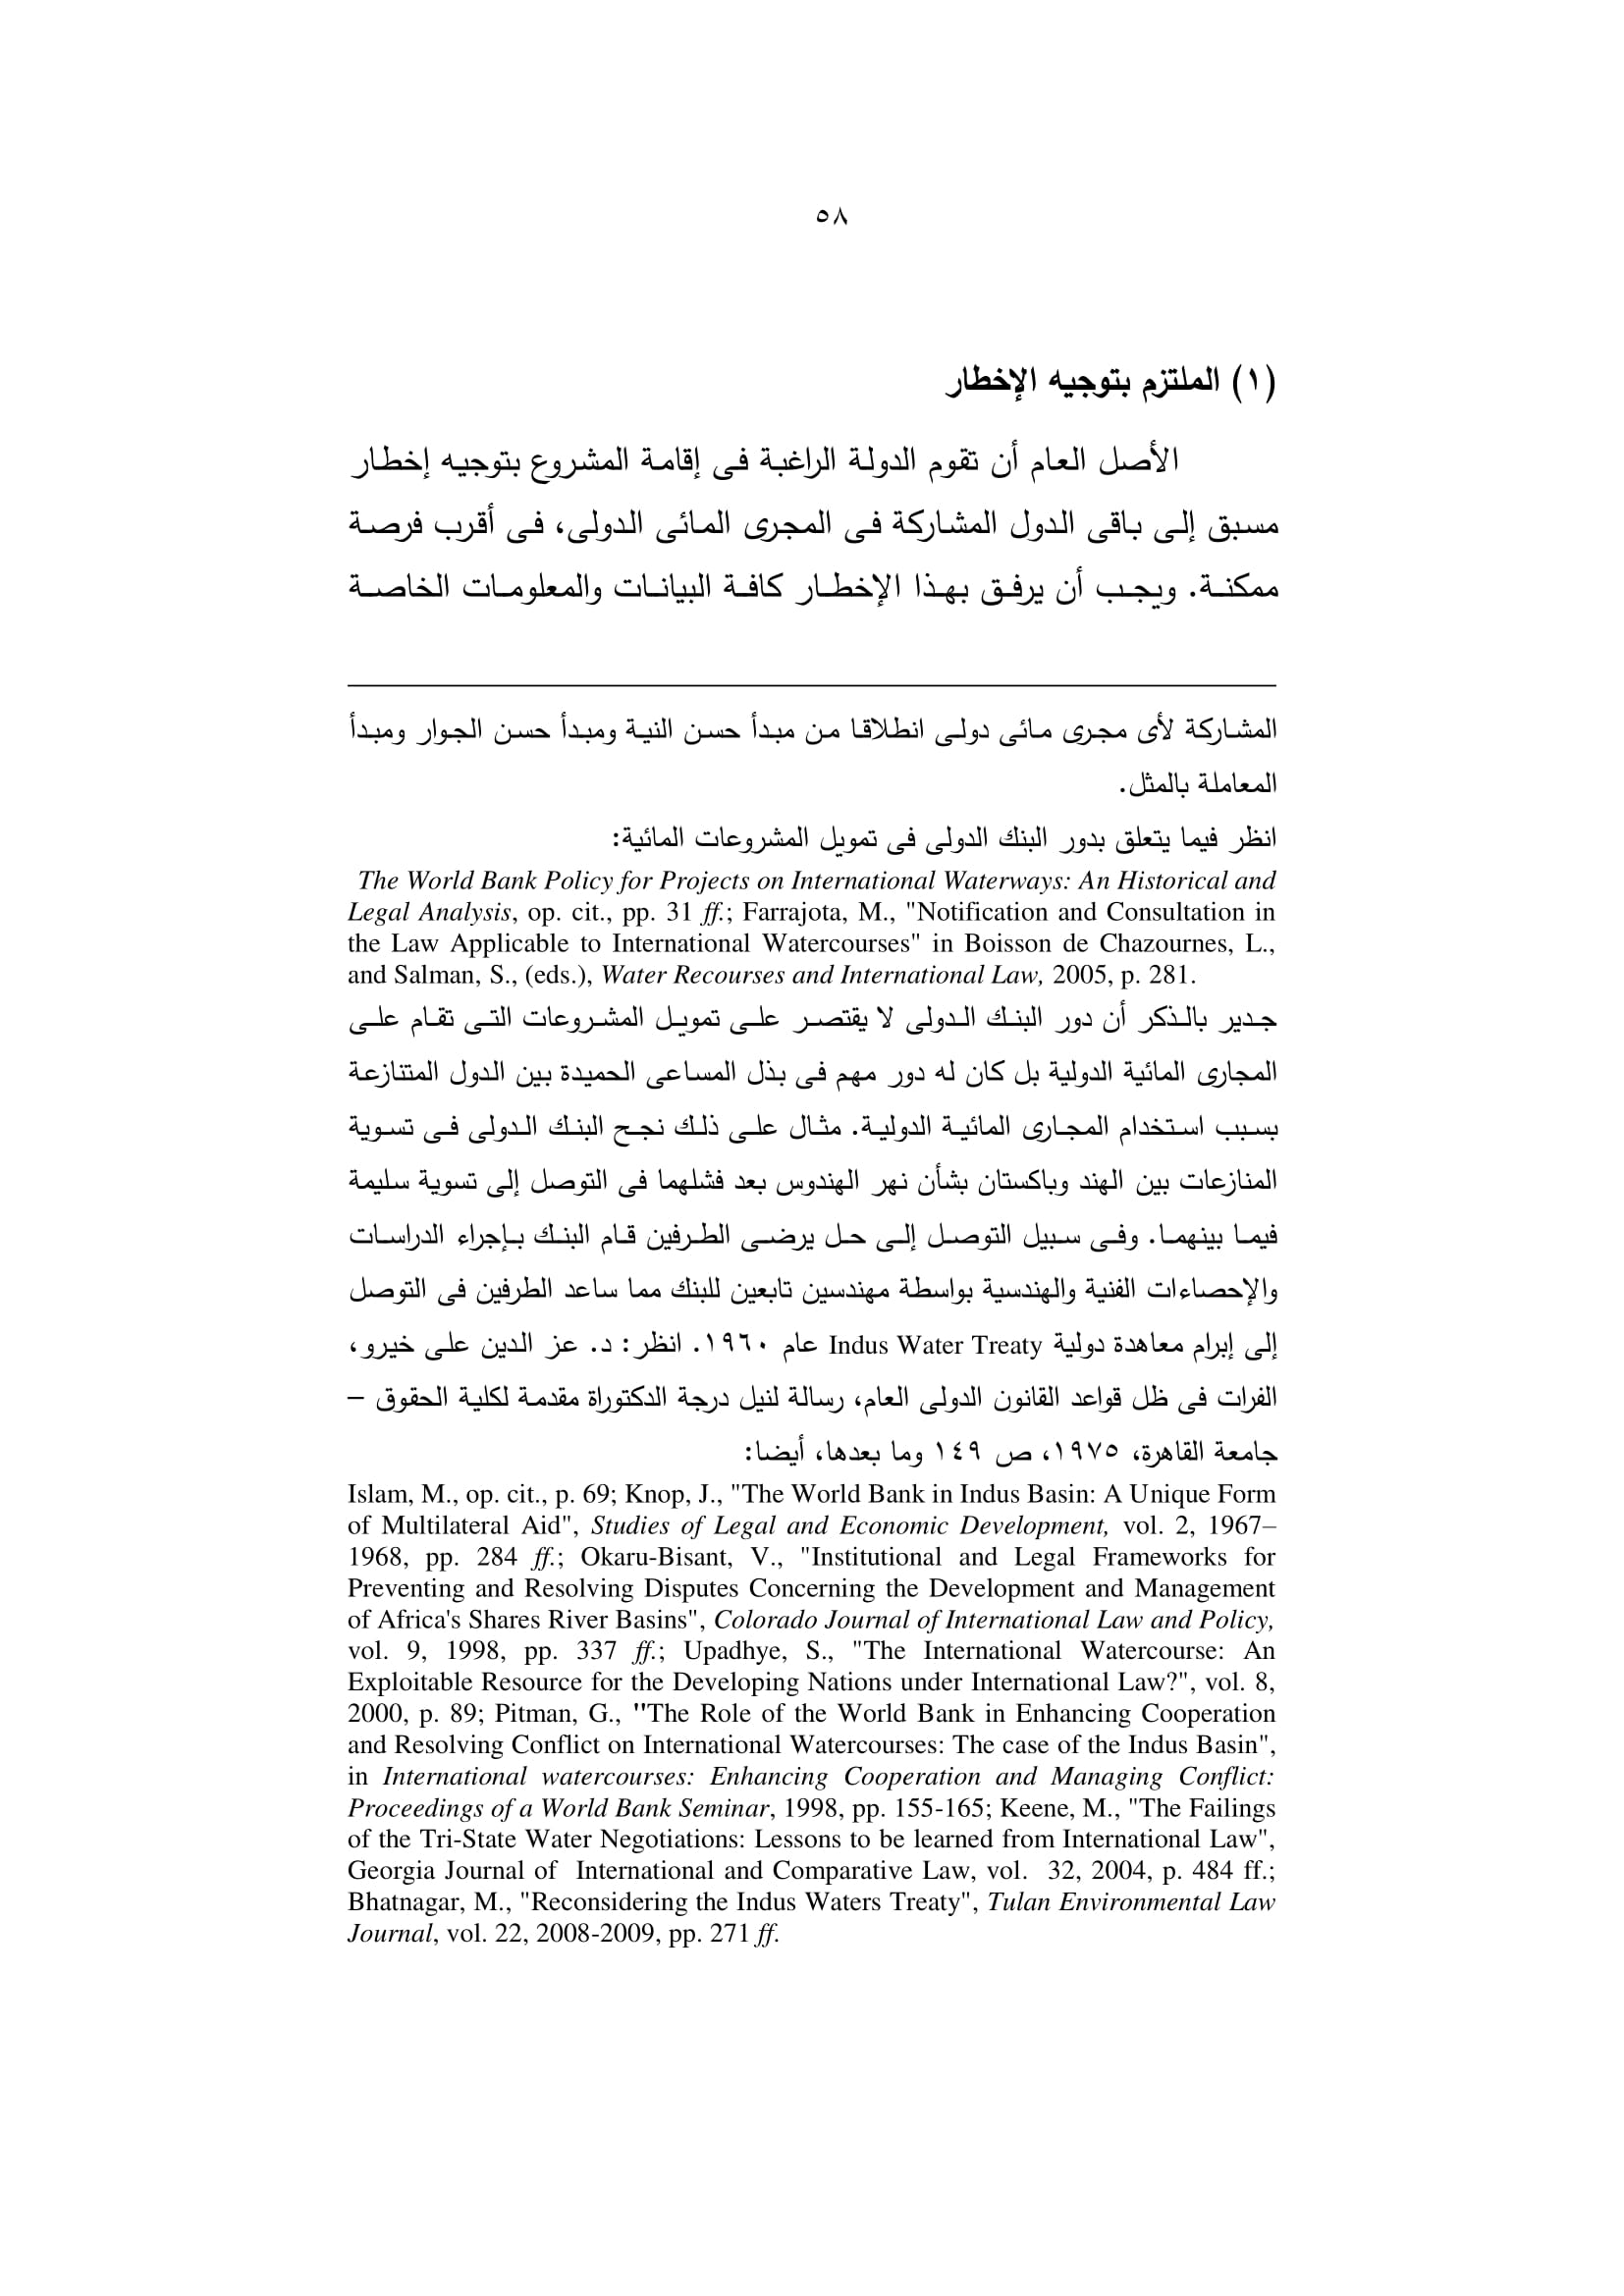 ٥٨
(١) الملتزم بتوجيه الإخطار
الأصل العام أن تقوم الدولة الراغبة فى إقامة المشروع بتوجيه إخطار
مسبق إلى باقى الدول المشاركة فى المجرى المائى الدولى، فى أقرب فرصة
ممكنة. ويجب أن يرفق بهذا الإخطار كافة البيانات والمعلومات الخاصة
المشاركة لأى مجرى مائى دولى انطلاقا من مبدأ حسن النية ومبدأ حسن الجوار ومبدأ
المعاملة بالمثل.
انظر فيما يتعلق بدور البنك الدولى فى تمويل المشروعات المائية:
The World Bank Policy for Projects on International Waterways: An Historical and
Legal Analysis, op. cit., pp. 31 ff.; Farrajota, M., "Notification and Consultation in
the Law Applicable to International Watercourses" in Boisson de Chazournes, L.,
and Salman, S., (eds.), Water Recourses and International Law, 2005, p. 281.
جدير بالذكر أن دور البنك الدولى لا يقتصر على تمويل المشروعات التى تقام على
المجارى المائية الدولية بل كان له دور مهم فى بذل المساعى الحميدة بين الدول المتنازعة
بسبب استخدام المجارى المائية الدولية. مثال على ذلك نجح البنك الدولى فى تسوية
المنازعات بين الهند وباكستان بشأن نهر الهندوس بعد فشلهما فى التوصل إلى تسوية سليمة
فيما بينهما. وفى سبيل التوصل إلى حل يرضى الطرفين قام البنك بإجراء الدراسات
والإحصاءات الفنية والهندسية بواسطة مهندسين تابعين للبنك مما ساعد الطرفين فى التوصل
إلى إبرام معاهدة دولية Indus Water Treaty عام ١٩٦٠. انظر: د. عز الدين على خيرو،
الفرات فى ظل قواعد القانون الدولى العام، رسالة لنيل درجة الدكتوراة مقدمة لكلية الحقوق –
جامعة القاهرة، ١٩٧٥، ص ١٤٩ وما بعدها، أيضا:
Islam, M., op. cit., p. 69; Knop, J., "The World Bank in Indus Basin: A Unique Form
of Multilateral Aid", Studies of Legal and Economic Development, vol. 2, 1967–
1968, pp. 284 ff.; Okaru-Bisant, V., "Institutional and Legal Frameworks for
Preventing and Resolving Disputes Concerning the Development and Management
of Africa's Shares River Basins", Colorado Journal of International Law and Policy,
vol. 9, 1998, pp. 337 ff.; Upadhye, S., "The International Watercourse: An
Exploitable Resource for the Developing Nations under International Law?", vol. 8,
2000, p. 89; Pitman, G., "The Role of the World Bank in Enhancing Cooperation
and Resolving Conflict on International Watercourses: The case of the Indus Basin",
in International watercourses: Enhancing Cooperation and Managing Conflict:
Proceedings of a World Bank Seminar, 1998, pp. 155-165; Keene, M., "The Failings
of the Tri-State Water Negotiations: Lessons to be learned from International Law",
Georgia Journal of International and Comparative Law, vol. 32, 2004, p. 484 ff.;
Bhatnagar, M., "Reconsidering the Indus Waters Treaty", Tulan Environmental Law
Journal, vol. 22, 2008-2009, pp. 271 ff.